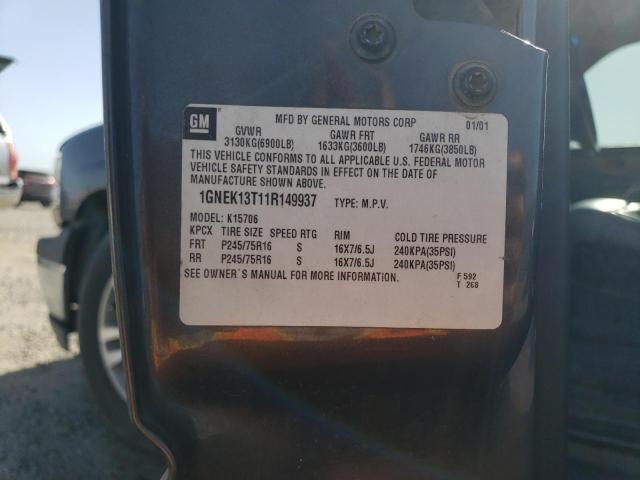 GM MFD BY GENERAL MOTORS CORP 01/01
GVWR GAWR FRT GAWR RR
3130KG(6900LB) 1633KG(3600LB) 1746KG(3850LB)
THIS VEHICLE CONFORMS TO ALL APPLICABLE U.S. FEDERAL MOTOR
VEHICLE SAFETY STANDARDS IN EFFECT ON THE DATE OF
MANUFACTURE SHOWN ABOVE.
1GNEK13T11R149937 TYPE: M.P.V.
MODEL: K15706
KPCX TIRE SIZE SPEED RTG RIM COLD TIRE PRESSURE
FRT P245/75R16 S 16X7/6.5J 240KPA(35PSI)
RR P245/75R16 S 16X7/6.5J 240KPA(35PSI)
SEE OWNER'S MANUAL FOR MORE INFORMATION. F 592
T 268